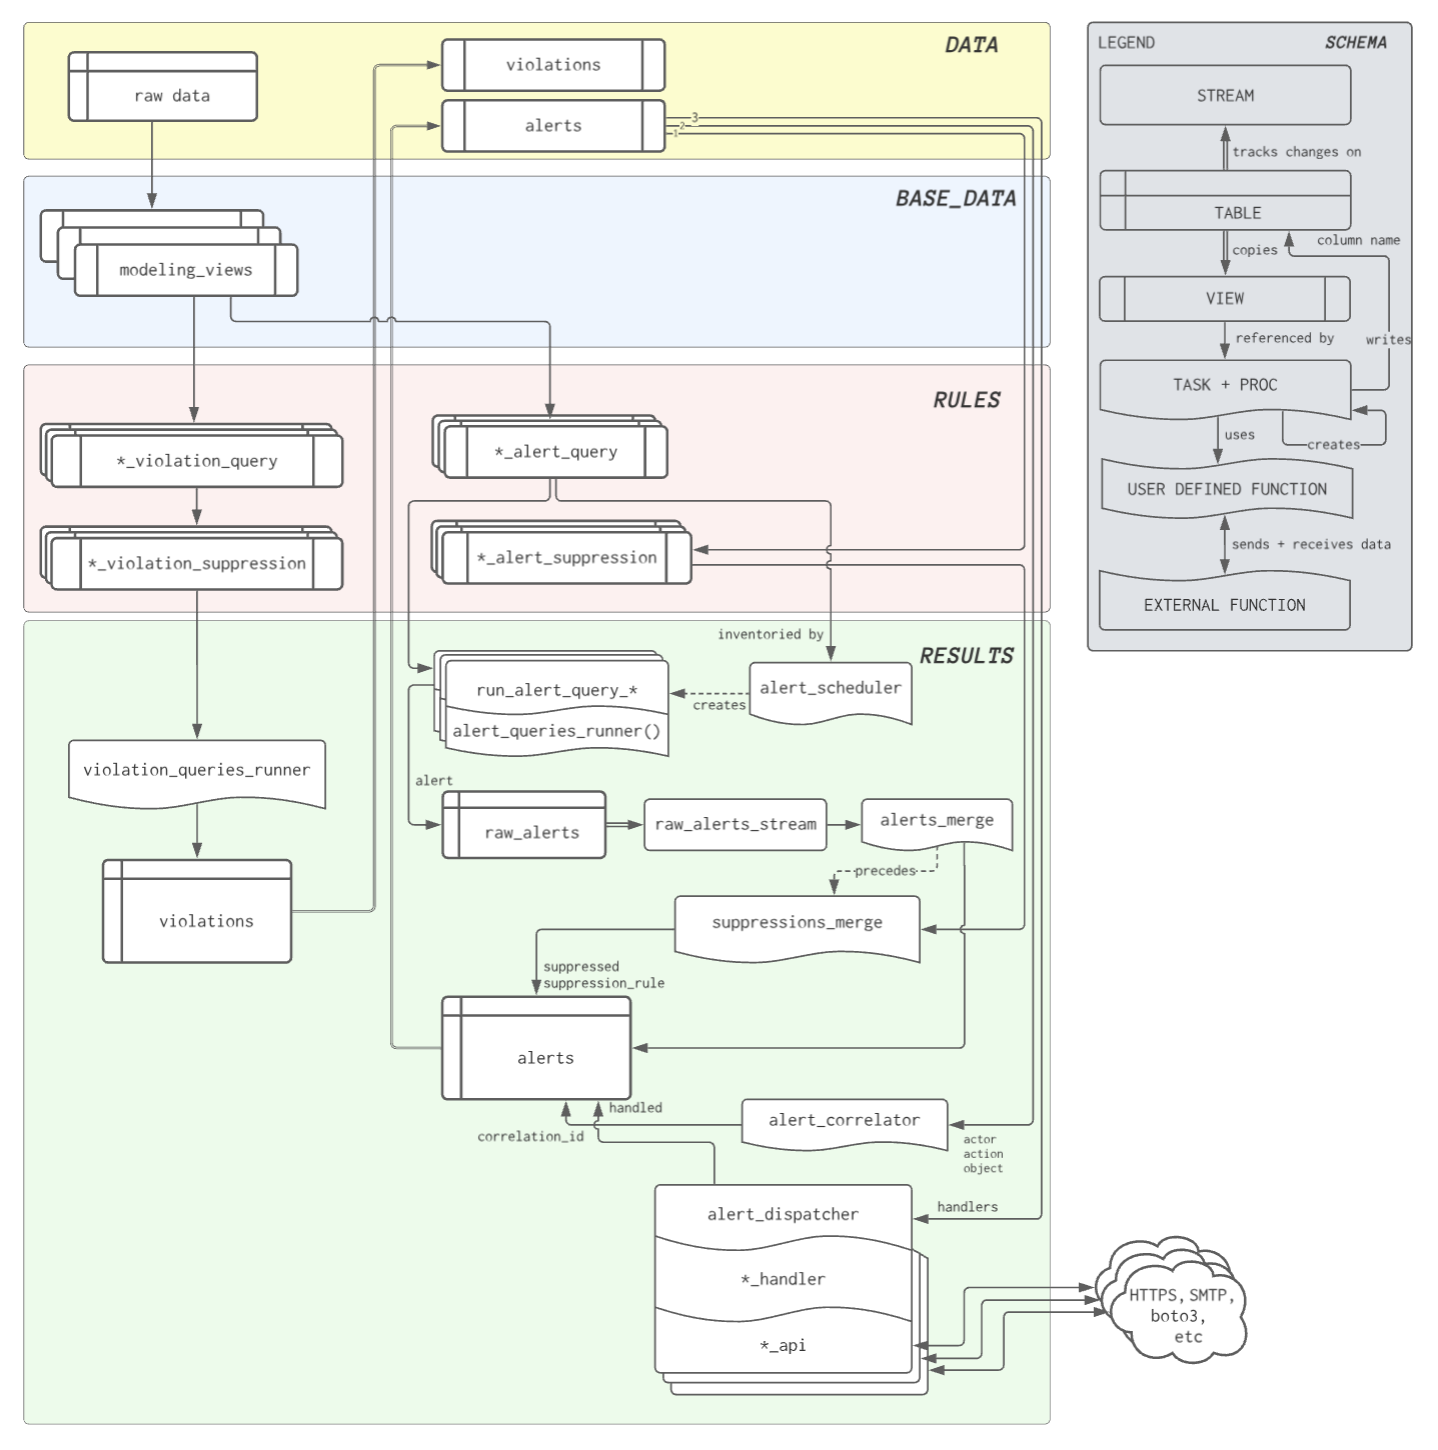 DATA
raw data
violations
alerts
3
2
1
BASE_DATA
modeling_views
RULES
*_violation_query
*_alert_query
*_violation_suppression
*_alert_suppression
RESULTS
inventoried by
run_alert_query_*
alert_queries_runner()
creates
alert_scheduler
violation_queries_runner
alert
raw_alerts
raw_alerts_stream
alerts_merge
precedes
violations
suppressions_merge
suppressed
suppression_rule
alerts
handled
correlation_id
alert_correlator
actor
action
object
alert_dispatcher
handlers
*_handler
*_api
HTTPS, SMTP,
boto3,
etc
LEGEND
SCHEMA
STREAM
tracks changes on
TABLE
copies
column name
VIEW
referenced by
writes
TASK + PROC
uses
creates
USER DEFINED FUNCTION
sends + receives data
EXTERNAL FUNCTION